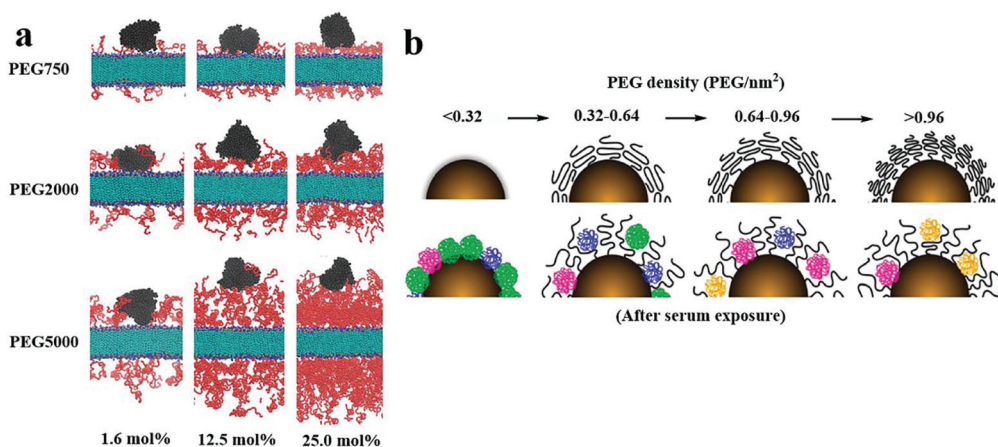 a
PEG750
PEG2000
PEG5000
1.6 mol% 12.5 mol% 25.0 mol%
b
PEG density (PEG/nm²)
<0.32 0.32-0.64 0.64-0.96 >0.96
(After serum exposure)